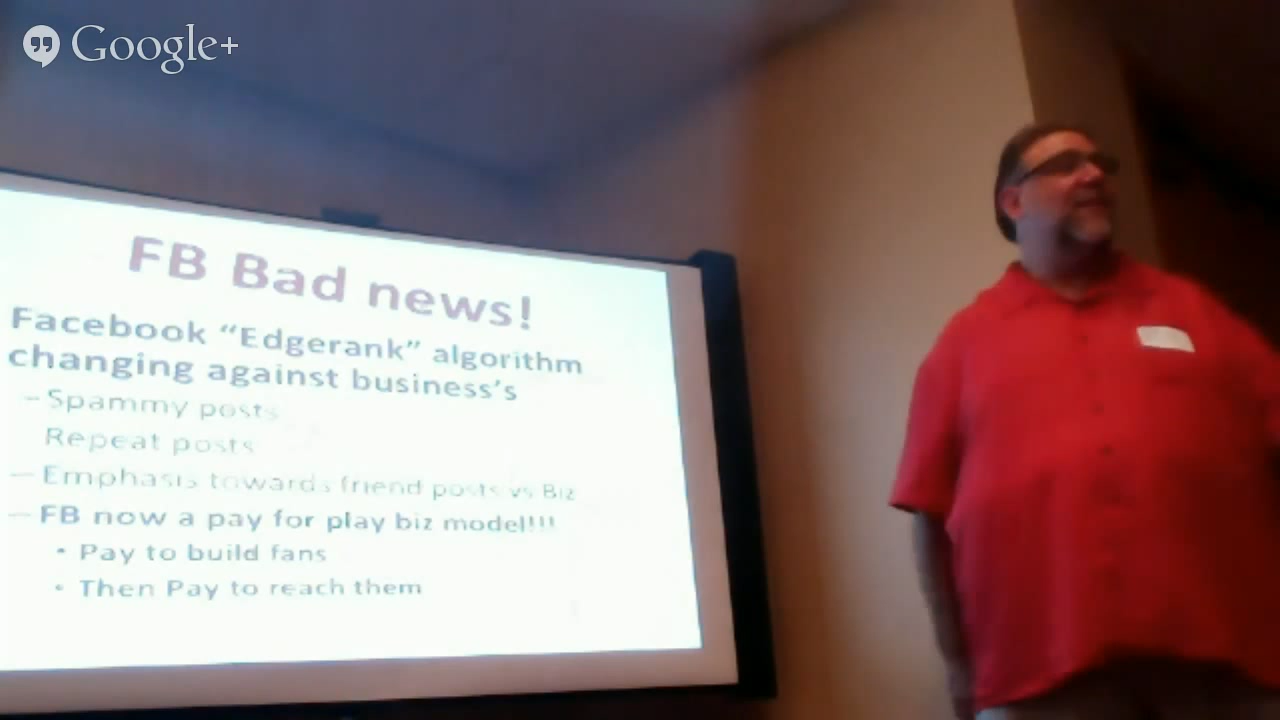 Google+
FB Bad news!
Facebook “Edgerank” algorithm
changing against business’s
– Spammy posts
Repeat posts
– Emphasis towards friend posts vs Biz
– FB now a pay for play biz model!!!
• Pay to build fans
• Then Pay to reach them